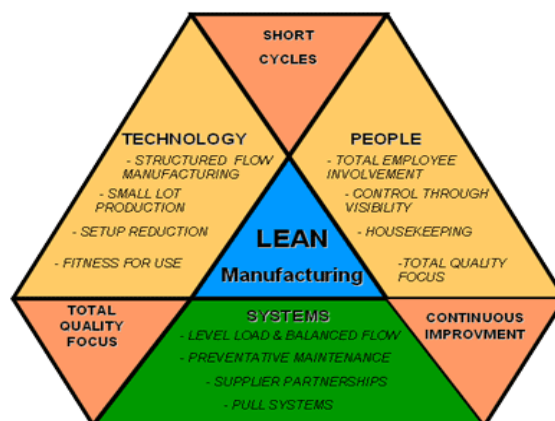 SHORT
CYCLES
TECHNOLOGY
- STRUCTURED FLOW
MANUFACTURING
- SMALL LOT
PRODUCTION
- SETUP REDUCTION
- FITNESS FOR USE
PEOPLE
- TOTAL EMPLOYEE
INVOLVEMENT
- CONTROL THROUGH
VISIBILITY
- HOUSEKEEPING
-TOTAL QUALITY
FOCUS
LEAN
Manufacturing
TOTAL
QUALITY
FOCUS
SYSTEMS
- LEVEL LOAD & BALANCED FLOW
- PREVENTATIVE MAINTENANCE
- SUPPLIER PARTNERSHIPS
- PULL SYSTEMS
CONTINUOUS
IMPROVMENT